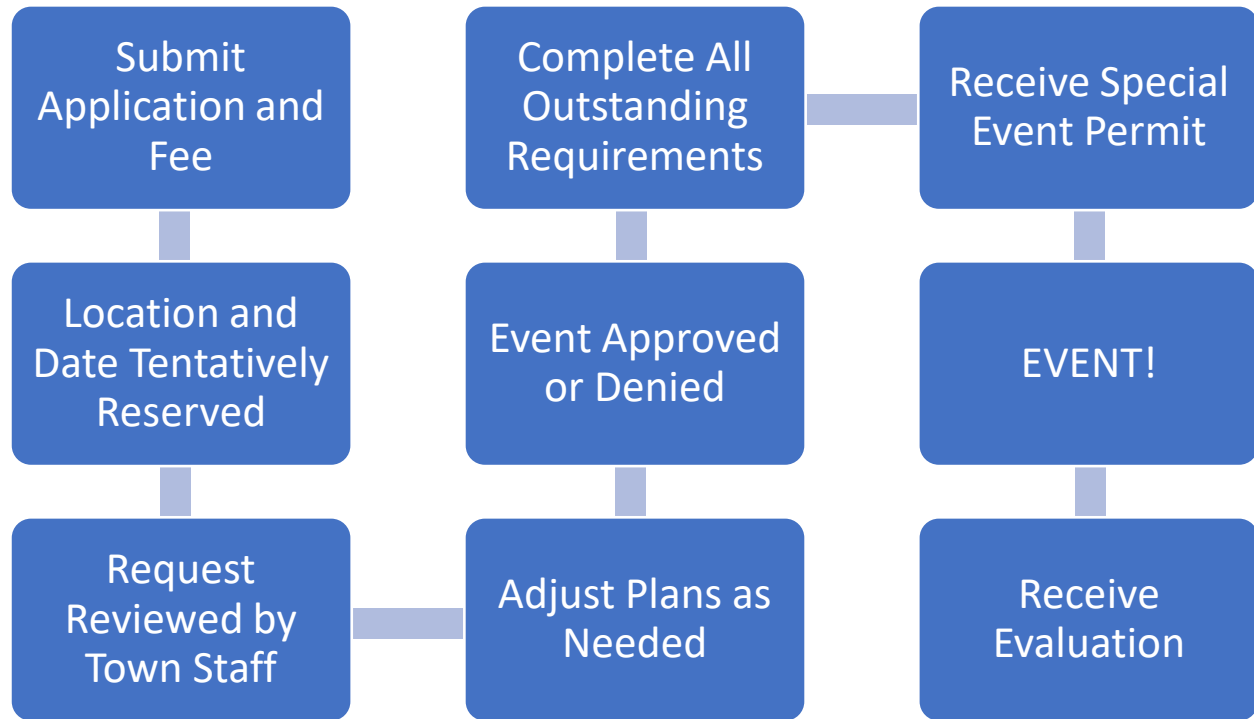 Submit
Application and
Fee
Location and
Date Tentatively
Reserved
Request
Reviewed by
Town Staff
Adjust Plans as
Needed
Event Approved
or Denied
Complete All
Outstanding
Requirements
Receive Special
Event Permit
EVENT!
Receive
Evaluation